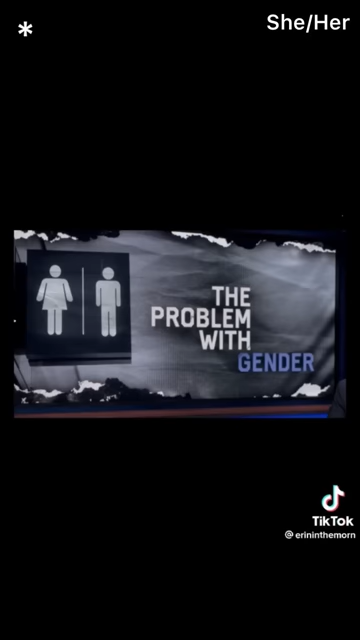 *
She/Her
THE
PROBLEM
WITH
GENDER
TikTok
@erininthemorn